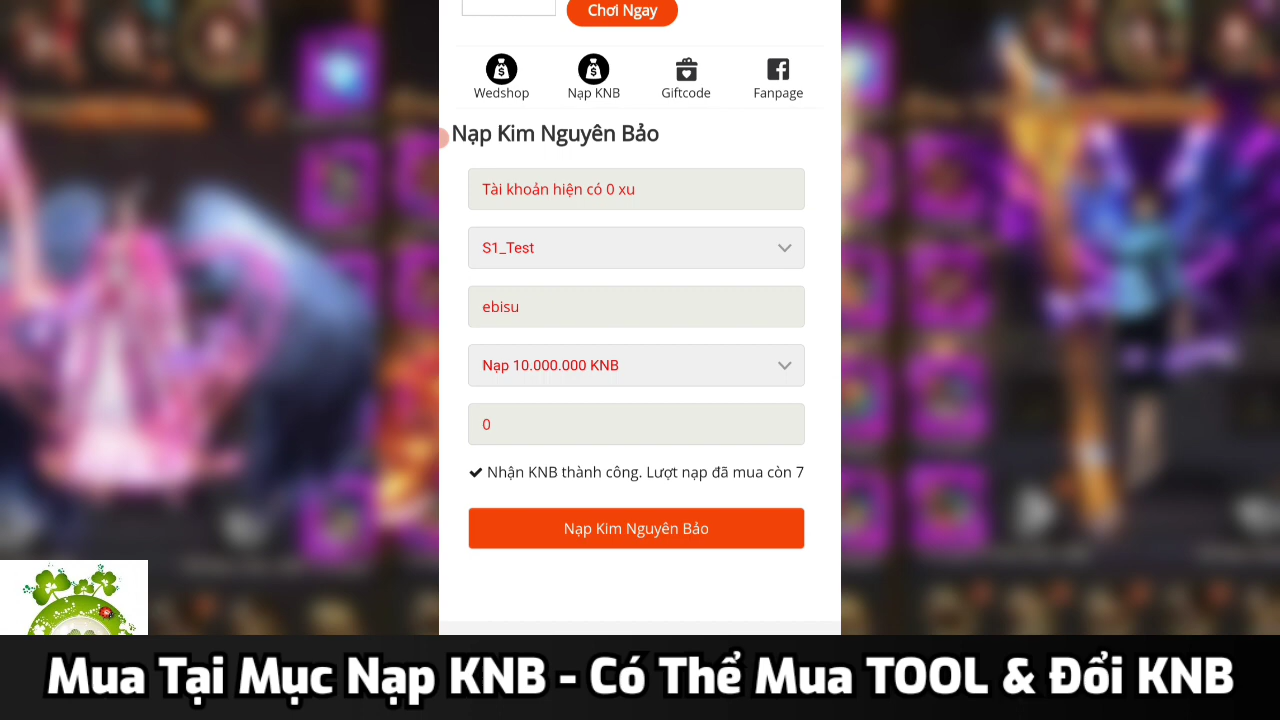 Chơi Ngay
Wedshop
Nạp KNB
Giftcode
Fanpage
Nạp Kim Nguyên Bảo
Tài khoản hiện có 0 xu
S1_Test
ebisu
Nạp 10.000.000 KNB
0
Nhận KNB thành công. Lượt nạp đã mua còn 7
Nạp Kim Nguyên Bảo
Mua Tại Mục Nạp KNB - Có Thể Mua TOOL & Đổi KNB